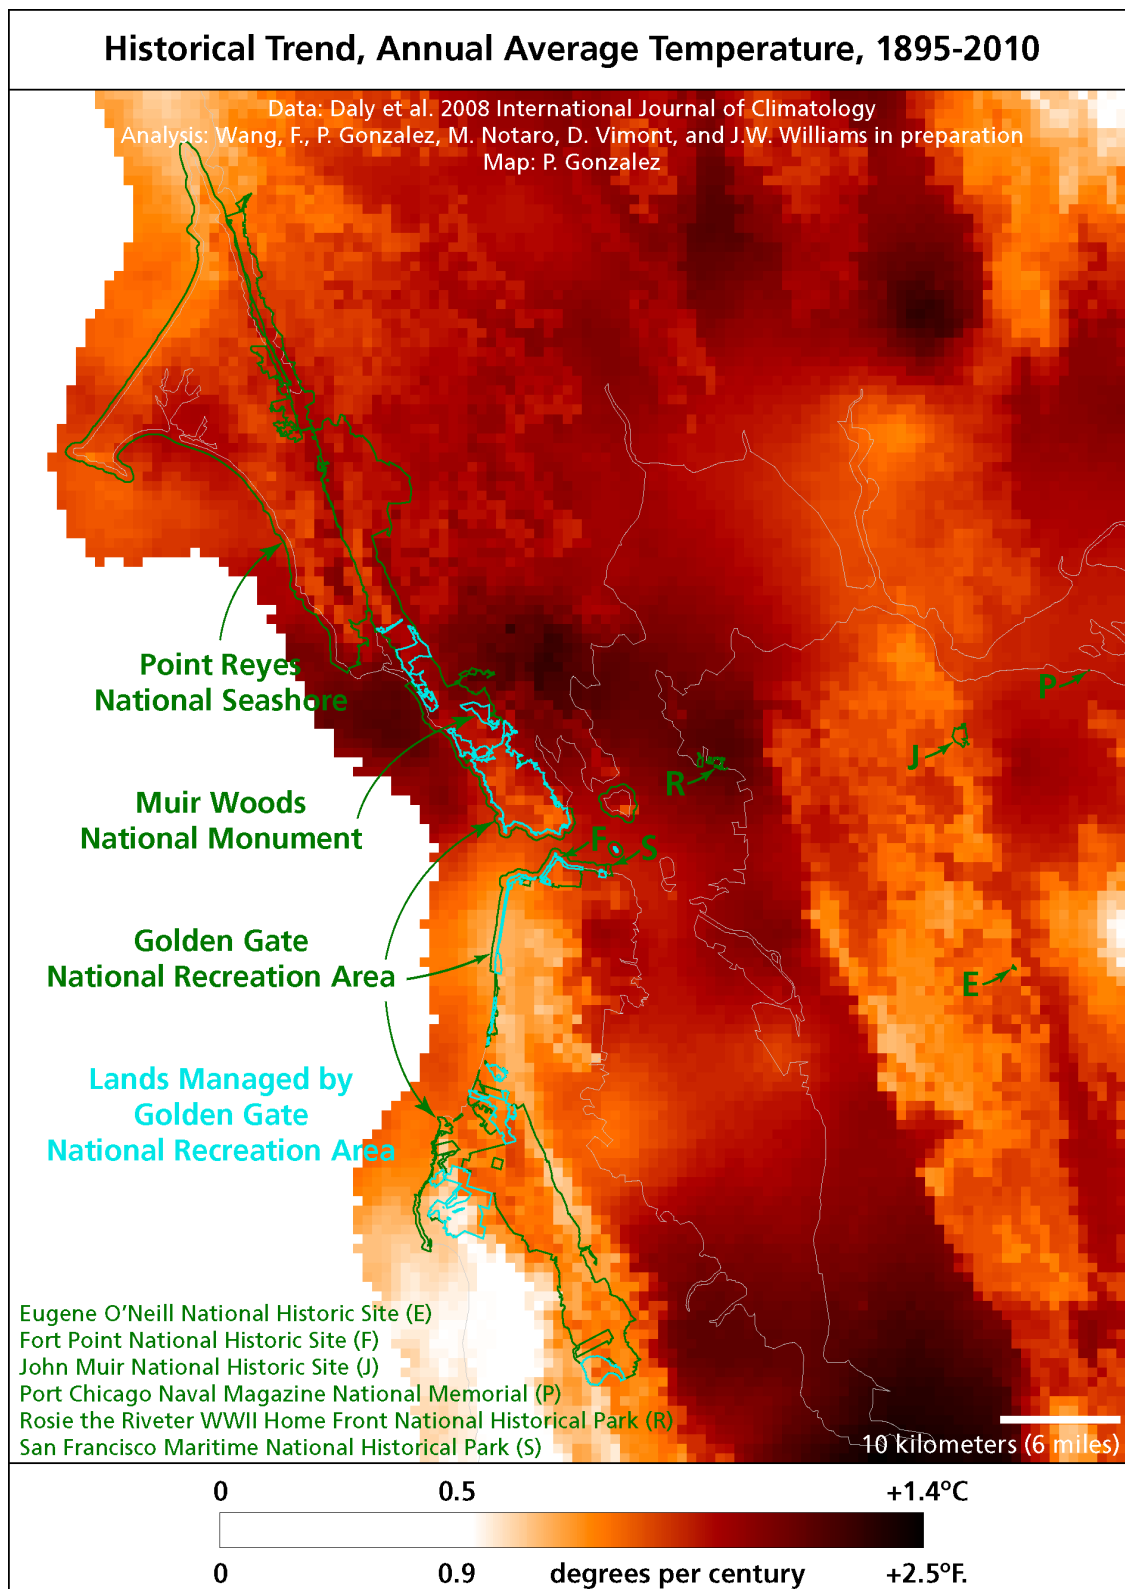 Historical Trend, Annual Average Temperature, 1895-2010
Data: Daly et al. 2008 International Journal of Climatology
Analysis: Wang, F., P. Gonzalez, M. Notaro, D. Vimont, and J.W. Williams in preparation
Map: P. Gonzalez
Point Reyes
National Seashore
P
J
R
Muir Woods
National Monument
F
S
Golden Gate
National Recreation Area
E
Lands Managed by
Golden Gate
National Recreation Area
Eugene O’Neill National Historic Site (E)
Fort Point National Historic Site (F)
John Muir National Historic Site (J)
Port Chicago Naval Magazine National Memorial (P)
Rosie the Riveter WWII Home Front National Historical Park (R)
San Francisco Maritime National Historical Park (S)
10 kilometers (6 miles)
0 0.5 +1.4ºC
0 0.9 degrees per century +2.5ºF.